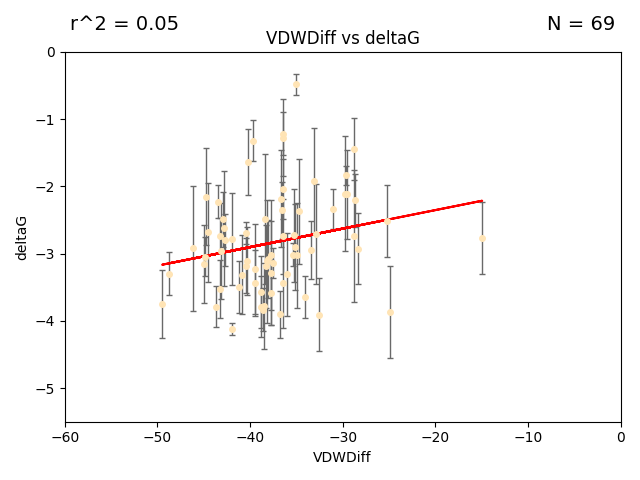 r^2 = 0.05
N = 69
VDWDiff vs deltaG
0
−1
−2
−3
−4
−5
deltaG
−60 −50 −40 −30 −20 −10 0
VDWDiff